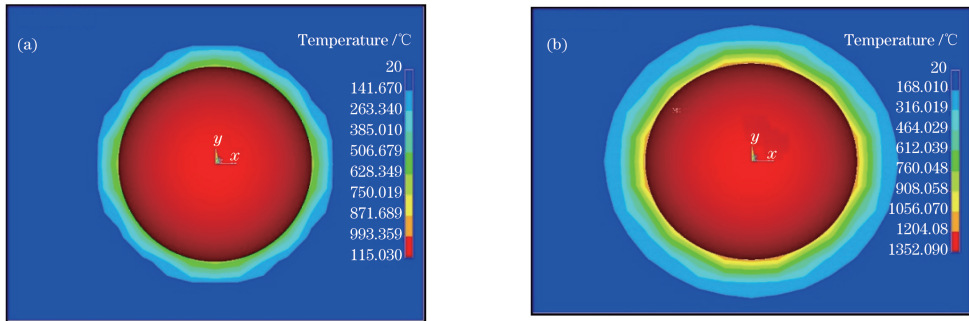 (a)
Temperature /℃
20
141.670
263.340
385.010
506.679
628.349
750.019
871.689
993.359
115.030
y
x
(b)
Temperature /℃
20
168.010
316.019
464.029
612.039
760.048
908.058
1056.070
1204.08
1352.090
y
x